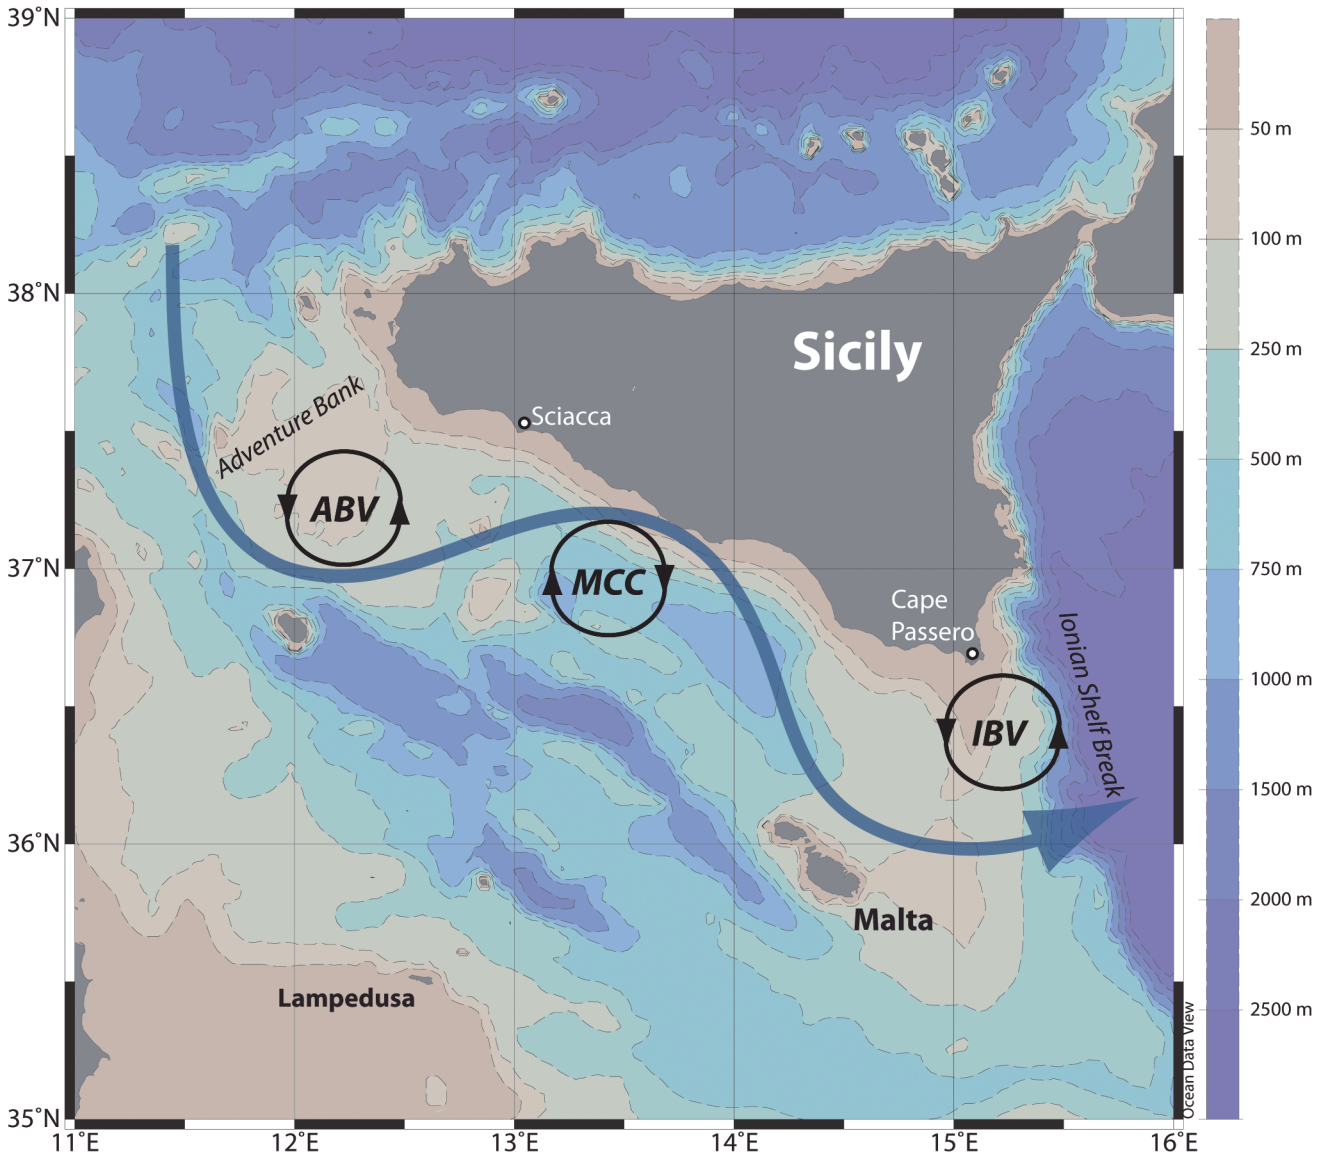 39°N
38°N
37°N
36°N
35°N
11°E
12°E
13°E
14°E
15°E
16°E
Sicily
Sciacca
Adventure Bank
ABV
MCC
Cape
Passero
IBV
Ionian Shelf Break
Malta
Lampedusa
Ocean Data View
50 m
100 m
250 m
500 m
750 m
1000 m
1500 m
2000 m
2500 m